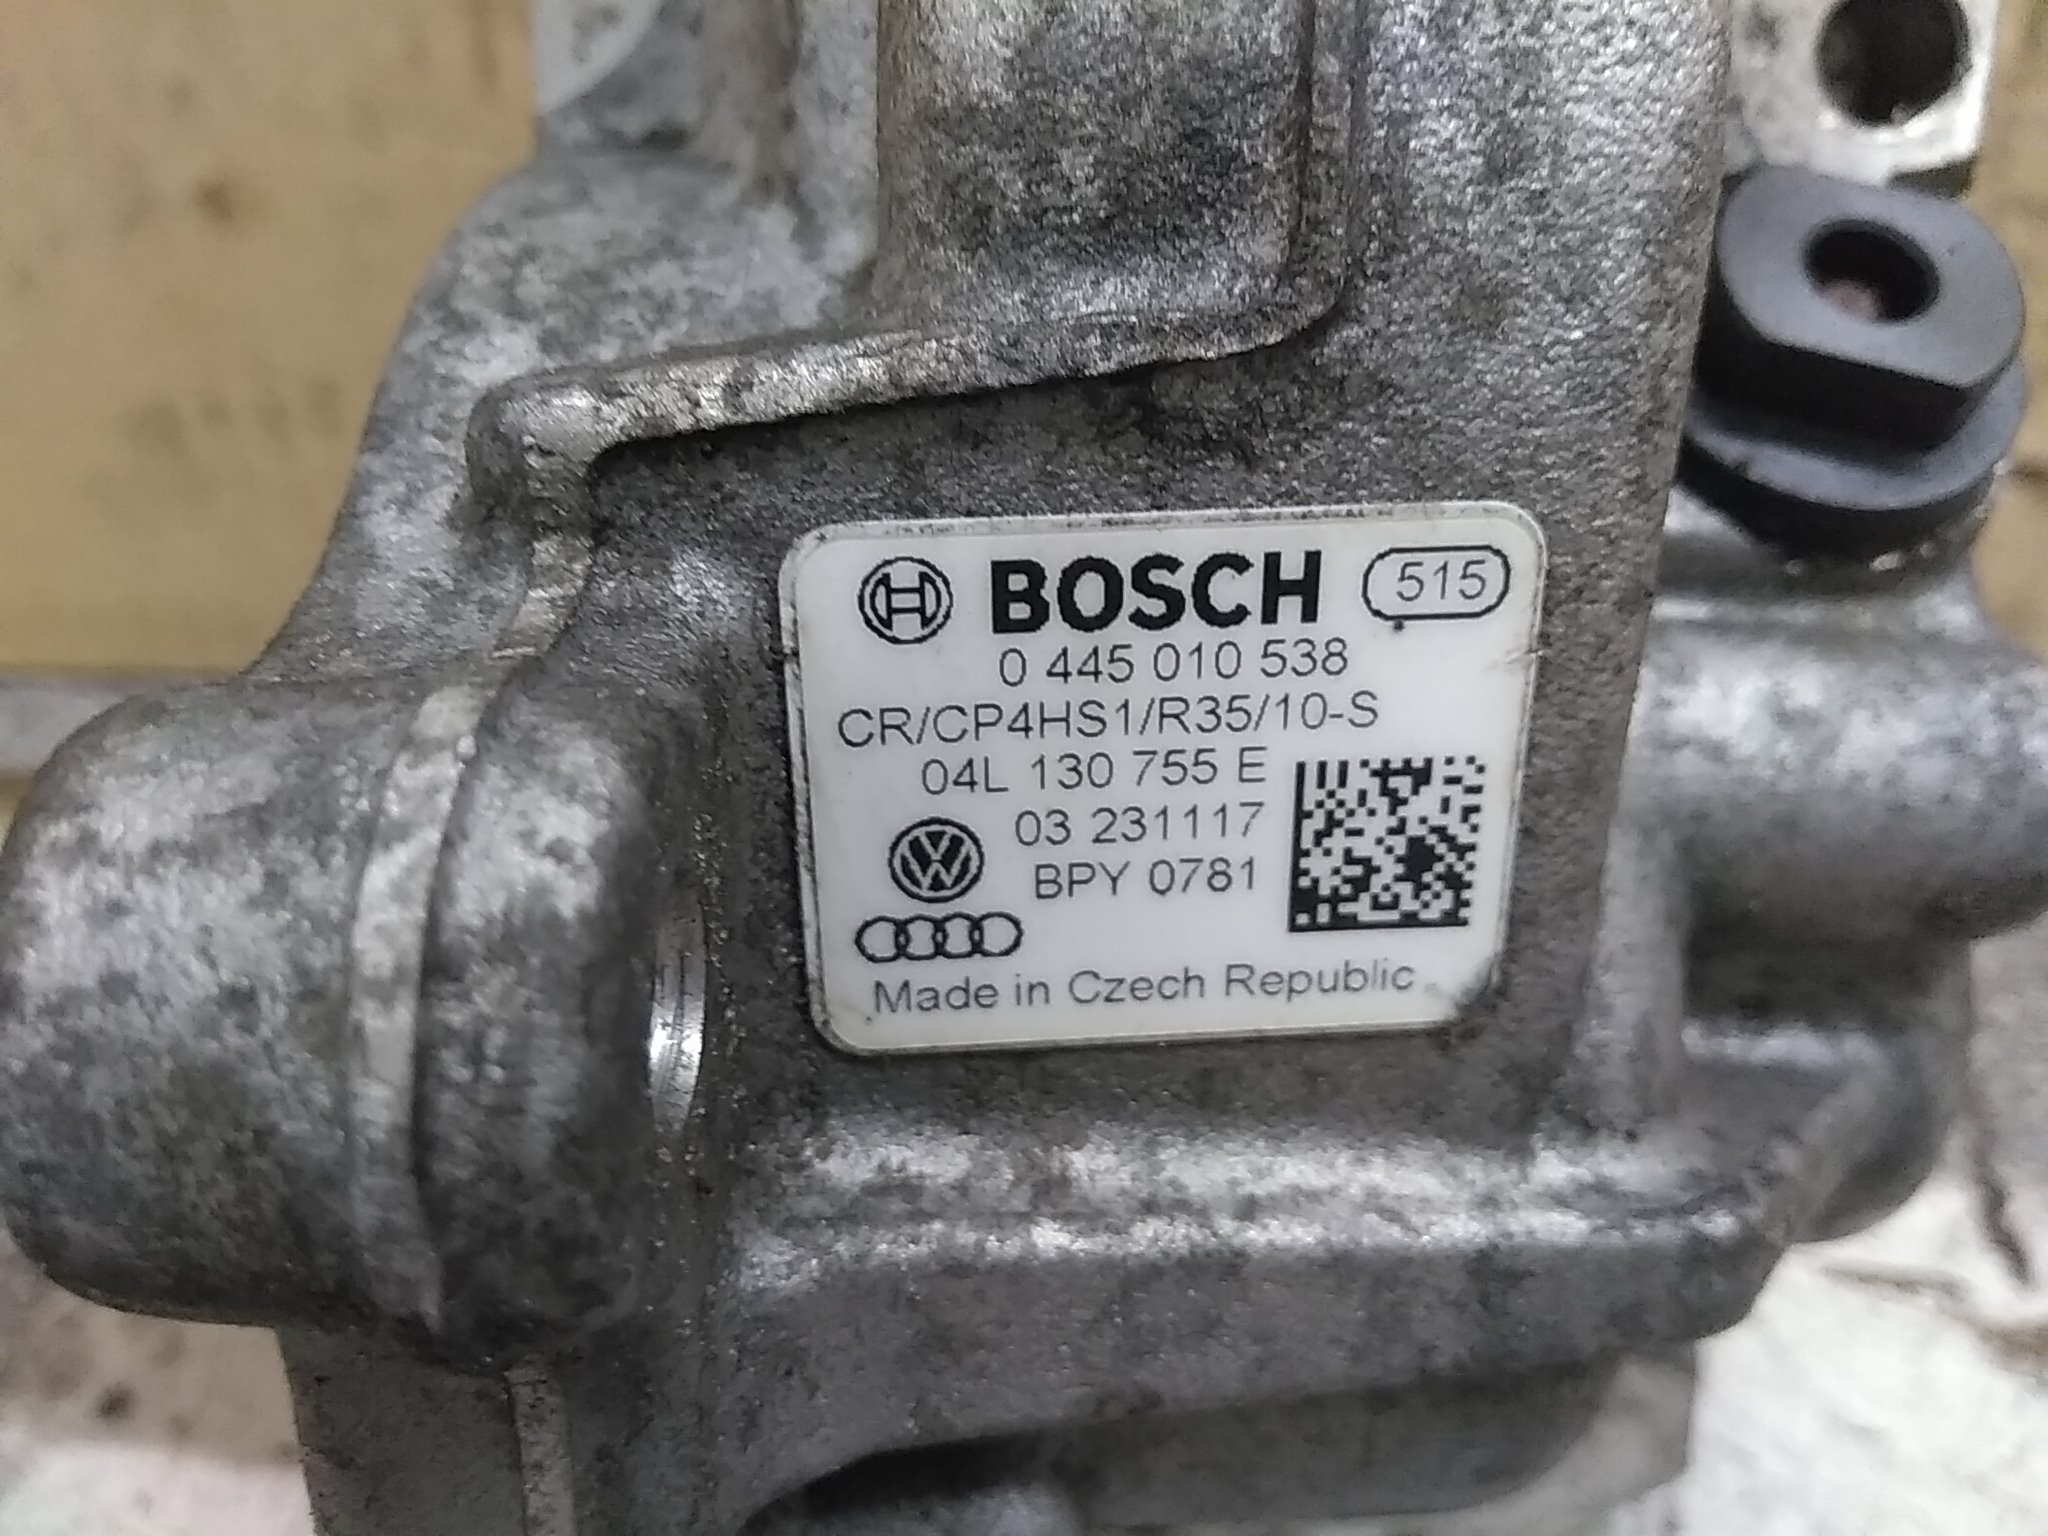 BOSCH 515
0 445 010 538
CR/CP4HS1/R35/10-S
04L 130 755 E
03 231117
BPY 0781
Made in Czech Republic